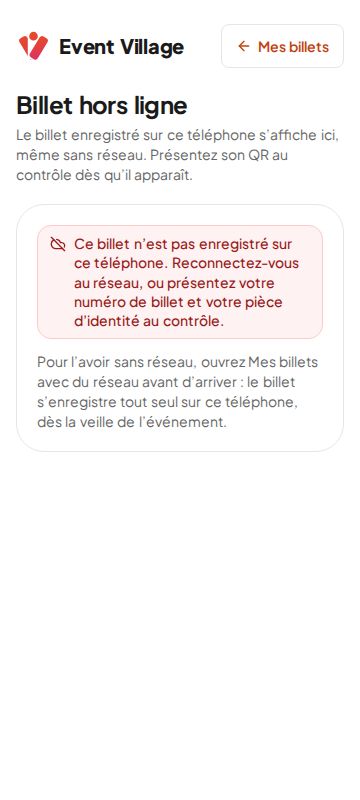 Event Village
Mes billets
Billet hors ligne
Le billet enregistré sur ce téléphone s’affiche ici,
même sans réseau. Présentez son QR au
contrôle dès qu’il apparaît.
Ce billet n’est pas enregistré sur
ce téléphone. Reconnectez-vous
au réseau, ou présentez votre
numéro de billet et votre pièce
d’identité au contrôle.
Pour l’avoir sans réseau, ouvrez Mes billets
avec du réseau avant d’arriver : le billet
s’enregistre tout seul sur ce téléphone,
dès la veille de l’événement.